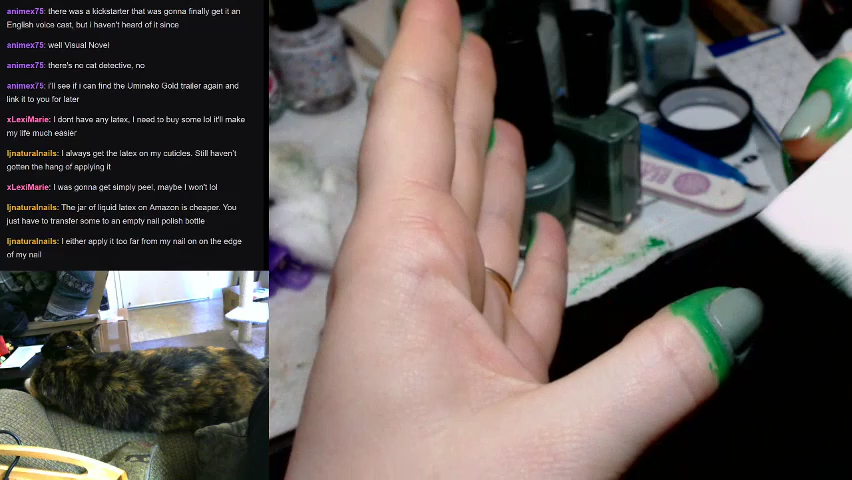 animex75: there was a kickstarter that was gonna finally get it an
English voice cast, but i haven't heard of it since
animex75: well Visual Novel
animex75: there's no cat detective, no
animex75: i'll see if i can find the Umineko Gold trailer again and
link it to you for later
xLexiMarie: I dont have any latex, I need to buy some lol it'll make
my life much easier
ljnaturalnails: I always get the latex on my cuticles. Still haven't
gotten the hang of applying it
xLexiMarie: I was gonna get simply peel, maybe I won't lol
ljnaturalnails: The jar of liquid latex on Amazon is cheaper. You
just have to transfer some to an empty nail polish bottle
ljnaturalnails: I either apply it too far from my nail on on the edge
of my nail